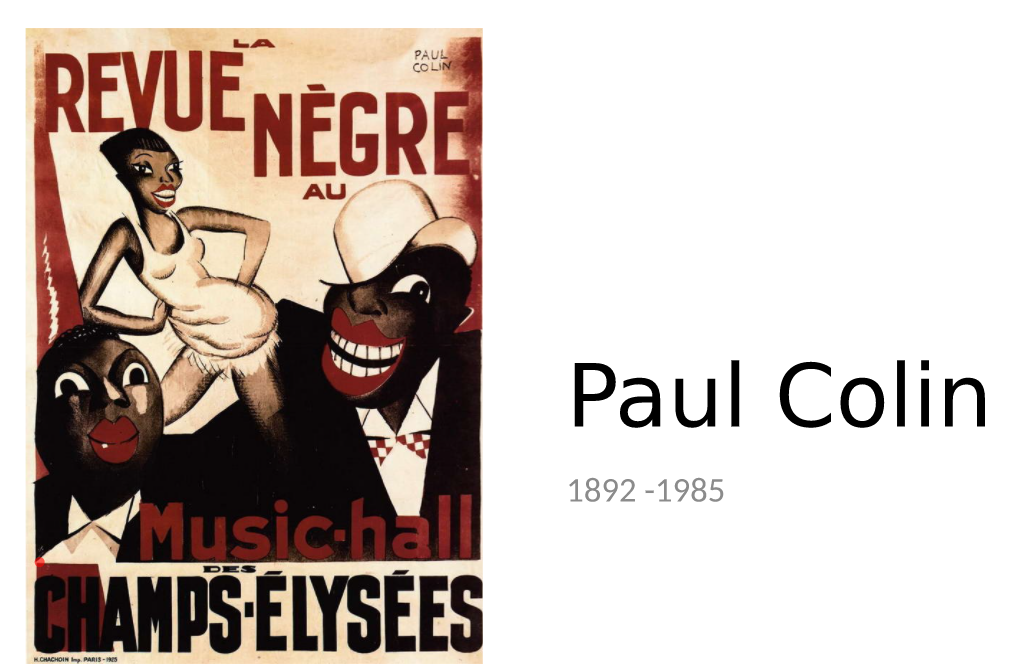 LA
REVUE
NÈGRE
AU
PAUL
COLIN
Music-hall
DES
CHAMPS-ÉLYSÉES
H.CHACHOIN Imp. PARIS - 1925
Paul Colin
1892 -1985